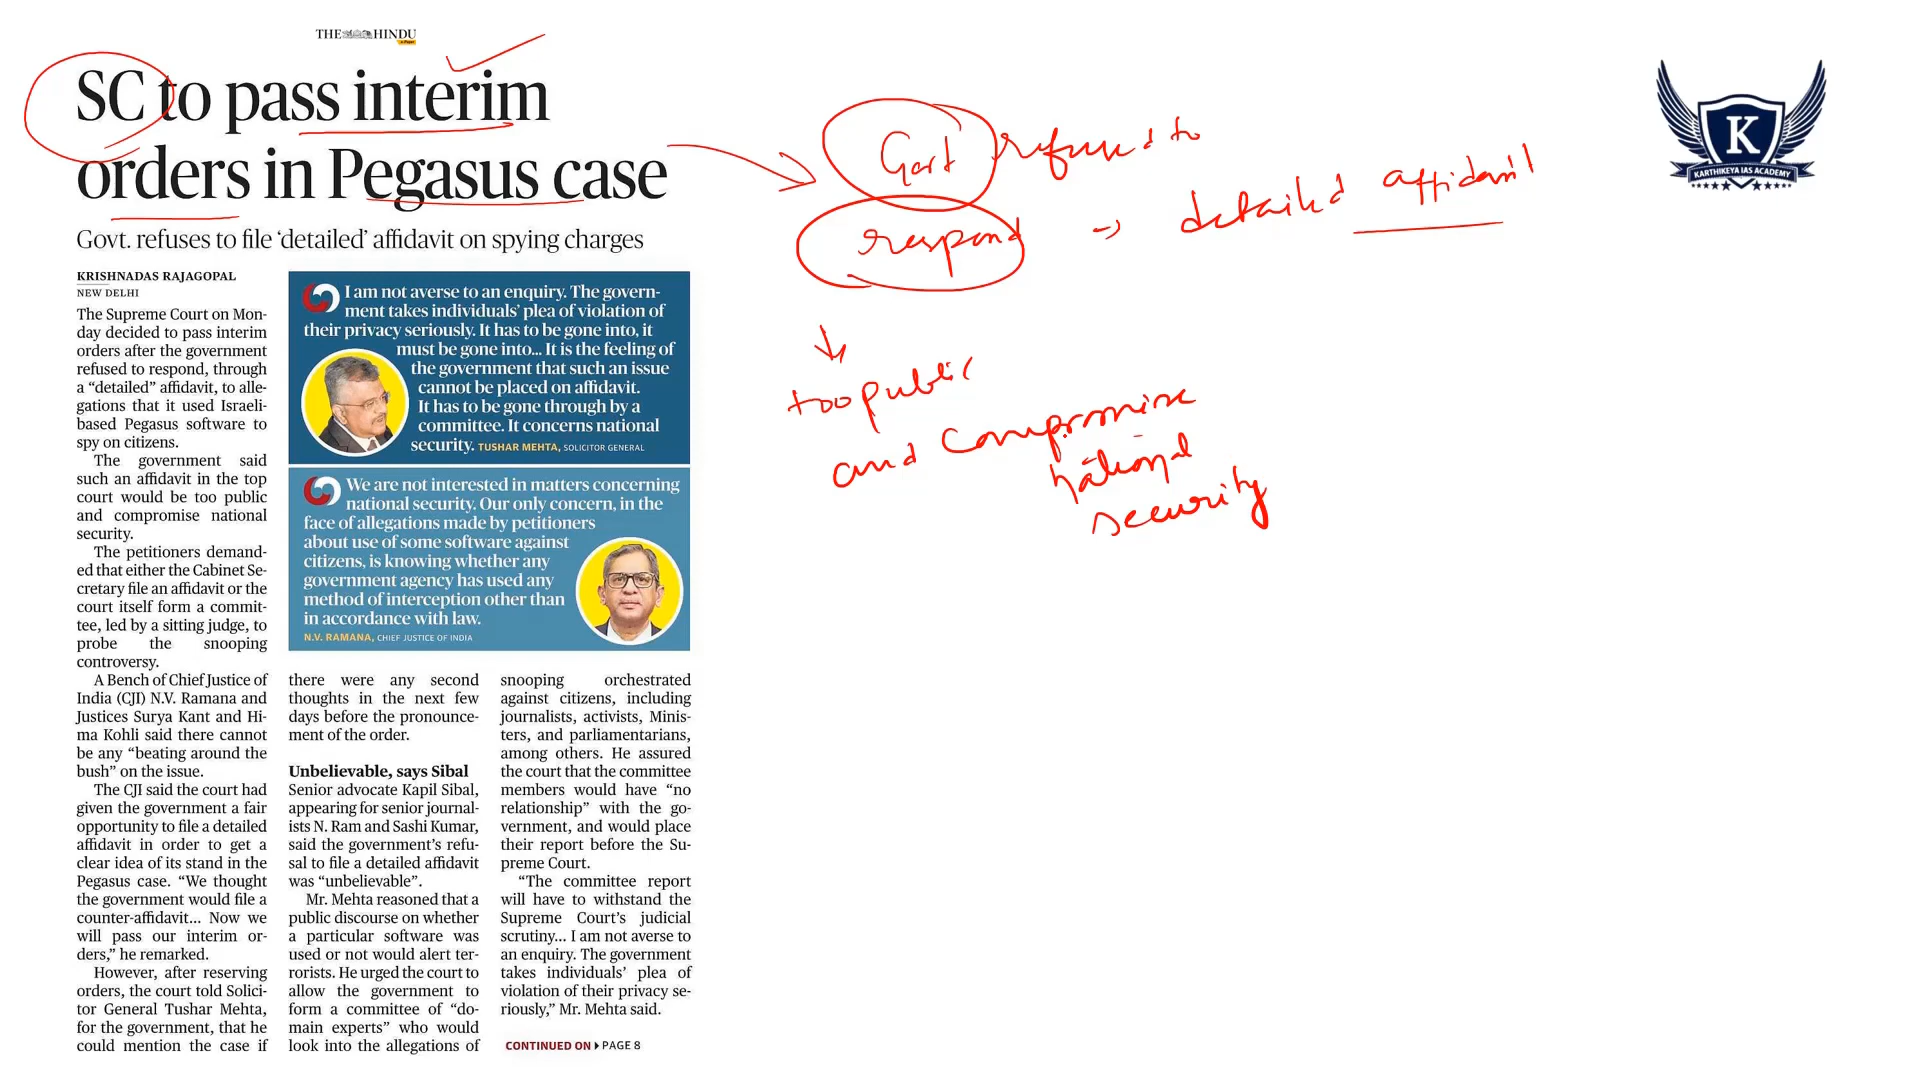 THE HINDU
SC to pass interim
orders in Pegasus case
Govt. refuses to file ‘detailed’ affidavit on spying charges
KRISHNADAS RAJAGOPAL
NEW DELHI
The Supreme Court on Mon-
day decided to pass interim
orders after the government
refused to respond, through
a “detailed” affidavit, to alle-
gations that it used Israeli-
based Pegasus software to
spy on citizens.
The government said
such an affidavit in the top
court would be too public
and compromise national
security.
The petitioners demand-
ed that either the Cabinet Se-
cretary file an affidavit or the
court itself form a commit-
tee, led by a sitting judge, to
probe the snooping
controversy.
A Bench of Chief Justice of
India (CJI) N.V. Ramana and
Justices Surya Kant and Hi-
ma Kohli said there cannot
be any “beating around the
bush” on the issue.
The CJI said the court had
given the government a fair
opportunity to file a detailed
affidavit in order to get a
clear idea of its stand in the
Pegasus case. “We thought
the government would file a
counter-affidavit... Now we
will pass our interim or-
ders,” he remarked.
However, after reserving
orders, the court told Solici-
tor General Tushar Mehta,
for the government, that he
could mention the case if
I am not averse to an enquiry. The govern-
ment takes individuals’ plea of violation of
their privacy seriously. It has to be gone into, it
must be gone into... It is the feeling of
the government that such an issue
cannot be placed on affidavit.
It has to be gone through by a
committee. It concerns national
security. TUSHAR MEHTA, SOLICITOR GENERAL
We are not interested in matters concerning
national security. Our only concern, in the
face of allegations made by petitioners
about use of some software against
citizens, is knowing whether any
government agency has used any
method of interception other than
in accordance with law.
N.V. RAMANA, CHIEF JUSTICE OF INDIA
there were any second
thoughts in the next few
days before the pronounce-
ment of the order.
Unbelievable, says Sibal
Senior advocate Kapil Sibal,
appearing for senior journal-
ists N. Ram and Sashi Kumar,
said the government’s refu-
sal to file a detailed affidavit
was “unbelievable”.
Mr. Mehta reasoned that a
public discourse on whether
a particular software was
used or not would alert ter-
rorists. He urged the court to
allow the government to
form a committee of “do-
main experts” who would
look into the allegations of
snooping orchestrated
against citizens, including
journalists, activists, Minis-
ters, and parliamentarians,
among others. He assured
the court that the committee
members would have “no
relationship” with the go-
vernment, and would place
their report before the Su-
preme Court.
“The committee report
will have to withstand the
Supreme Court’s judicial
scrutiny... I am not averse to
an enquiry. The government
takes individuals’ plea of
violation of their privacy se-
riously,” Mr. Mehta said.
CONTINUED ON PAGE 8
Govt refused to
respond → detailed affidavit
too public
and compromise
national
security
K
KARTHIKEYA IAS ACADEMY